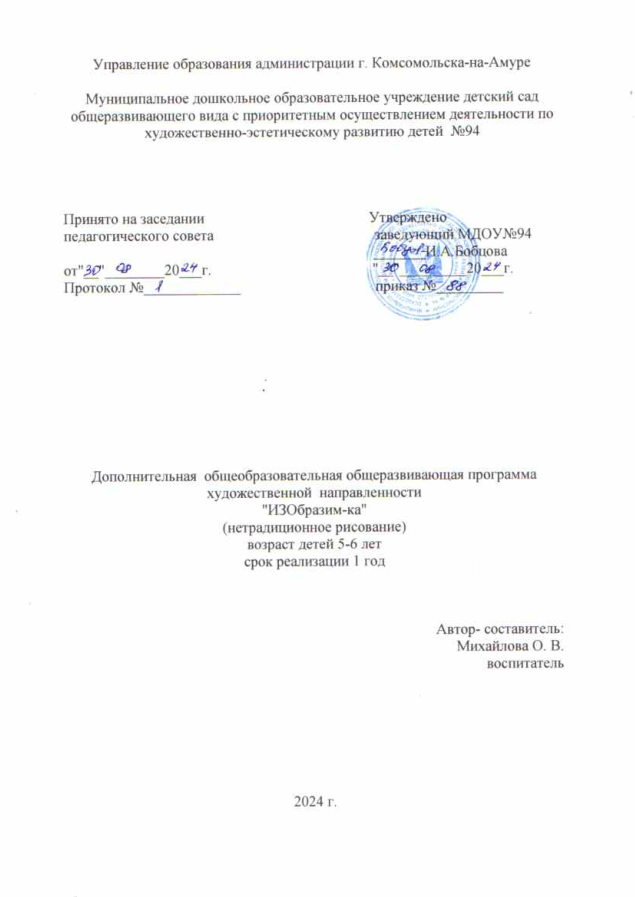 Управление образования администрации г. Комсомольска-на-Амуре
Муниципальное дошкольное образовательное учреждение детский сад
общеразвивающего вида с приоритетным осуществлением деятельности по
художественно-эстетическому развитию детей №94
Принято на заседании
педагогического совета
от"30" 08 2024 г.
Протокол № 1
Утверждено
заведующий МДОУ№94
И.А.Бобцова
"30 08 2024 г.
приказ № 88
Дополнительная общеобразовательная общеразвивающая программа
художественной направленности
"ИЗОбразим-ка"
(нетрадиционное рисование)
возраст детей 5-6 лет
срок реализации 1 год
Автор- составитель:
Михайлова О. В.
воспитатель
2024 г.